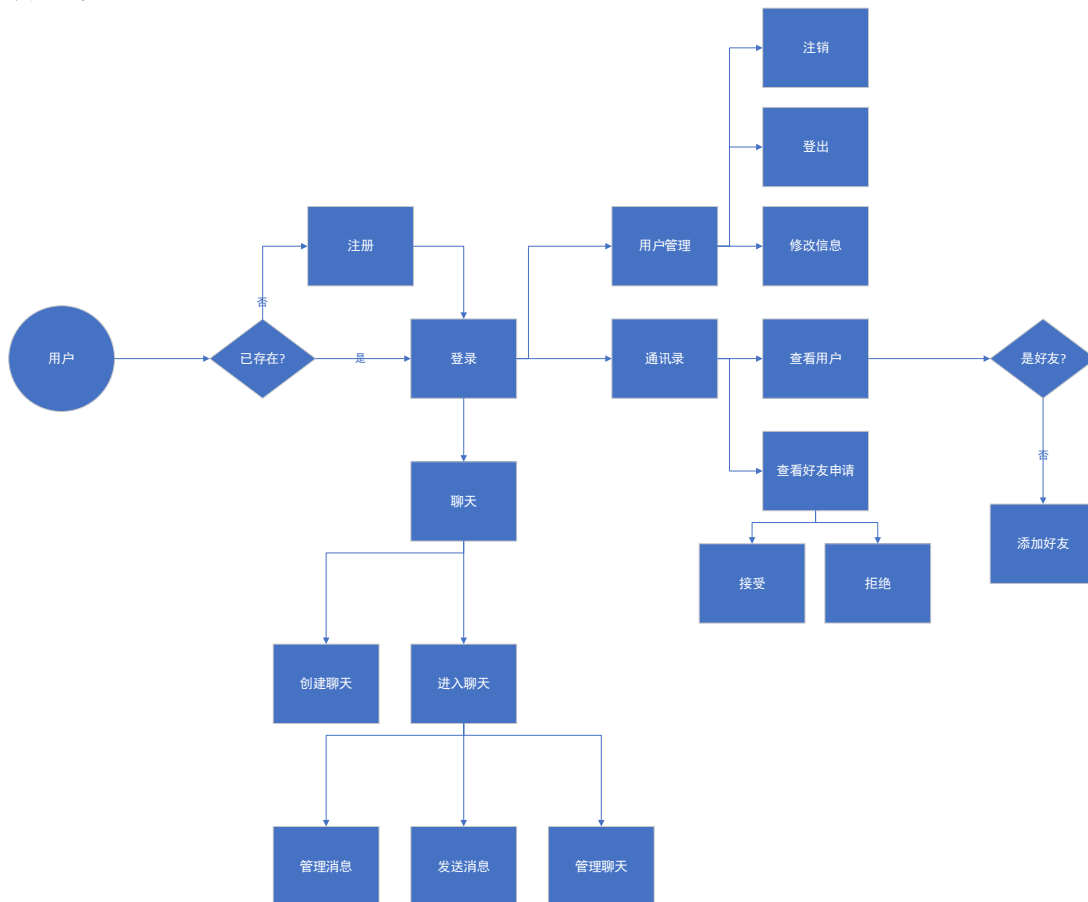 注销
登出
注册
用户管理
修改信息
否
用户
已存在?
是
登录
通讯录
查看用户
是好友?
否
查看好友申请
聊天
添加好友
接受
拒绝
创建聊天
进入聊天
管理消息
发送消息
管理聊天